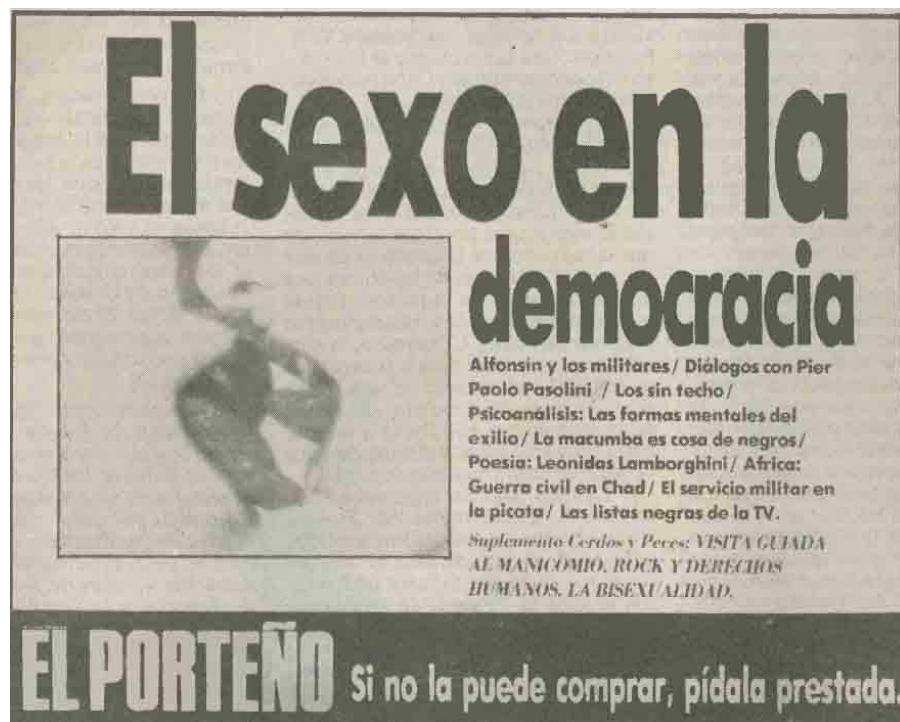 El sexo en la
democracia
Alfonsín y los militares/ Diálogos con Pier
Paolo Pasolini / Los sin techo/
Psicoanálisis: Las formas mentales del
exilio/ La macumba es cosa de negros/
Poesía: Leónidas Lamborghini/ Africa:
Guerra civil en Chad/ El servicio militar en
la picota/ Las listas negras de la TV.
Suplemento Cerdos y Peces: VISITA GUIADA
AL MANICOMIO. ROCK Y DERECHOS
HUMANOS. LA BISEXUALIDAD.
EL PORTEÑO Si no la puede comprar, pídala prestada.